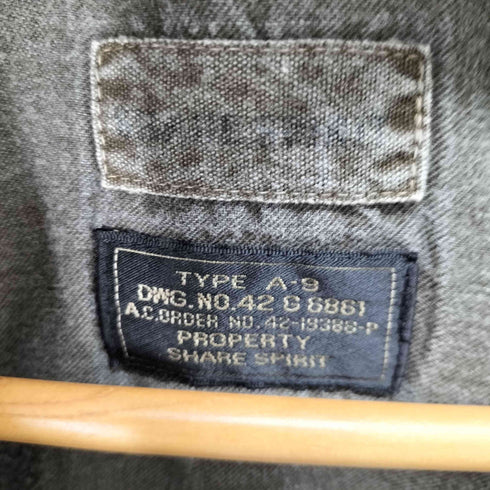 TYPE A-9
DWG. NO. 42 G 6861
A.C. ORDER NO. 42-19388-P
PROPERTY
SHARE SPIRIT